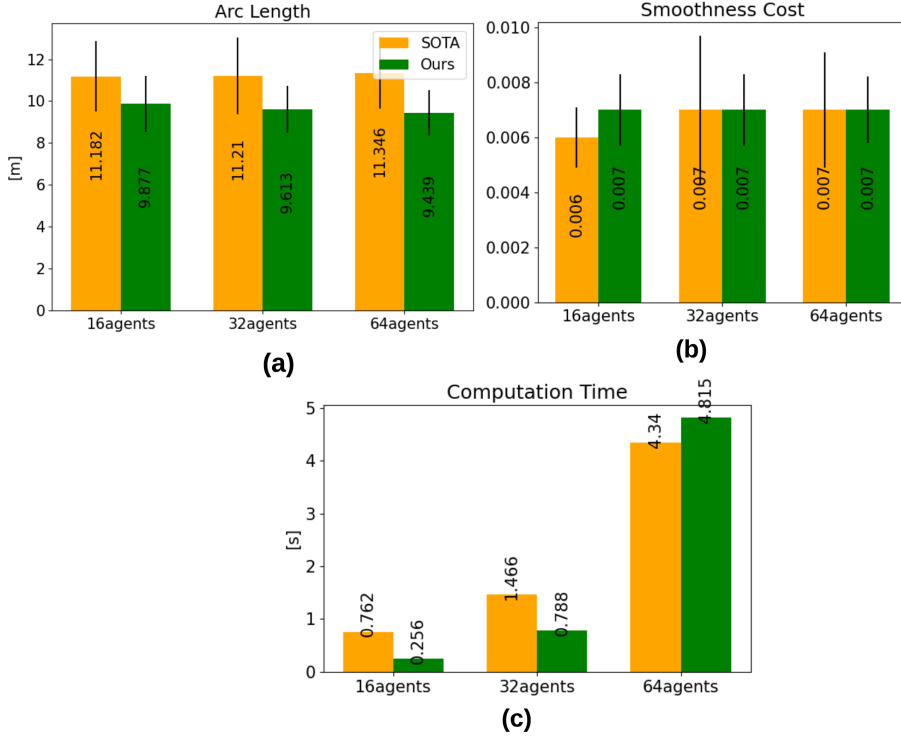 Arc Length
[m]
12
10
8
6
4
2
0
11.182
9.877
11.21
9.613
11.346
9.439
SOTA
Ours
16agents
32agents
64agents
(a)
Smoothness Cost
0.010
0.008
0.006
0.004
0.002
0.000
0.006
0.007
0.007
0.007
0.007
0.007
16agents
32agents
64agents
(b)
Computation Time
[s]
5
4
3
2
1
0
0.762
0.256
1.466
0.788
4.34
4.815
16agents
32agents
64agents
(c)